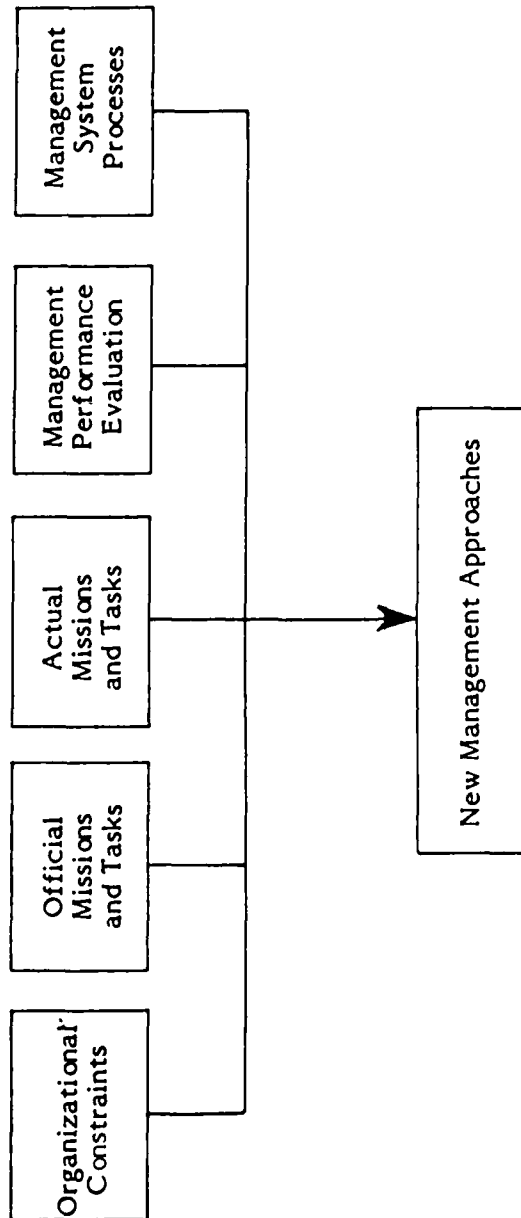 Organizational
Constraints
Official
Missions
and Tasks
Actual
Missions
and Tasks
Management
Performance
Evaluation
Management
System
Processes
New Management Approaches